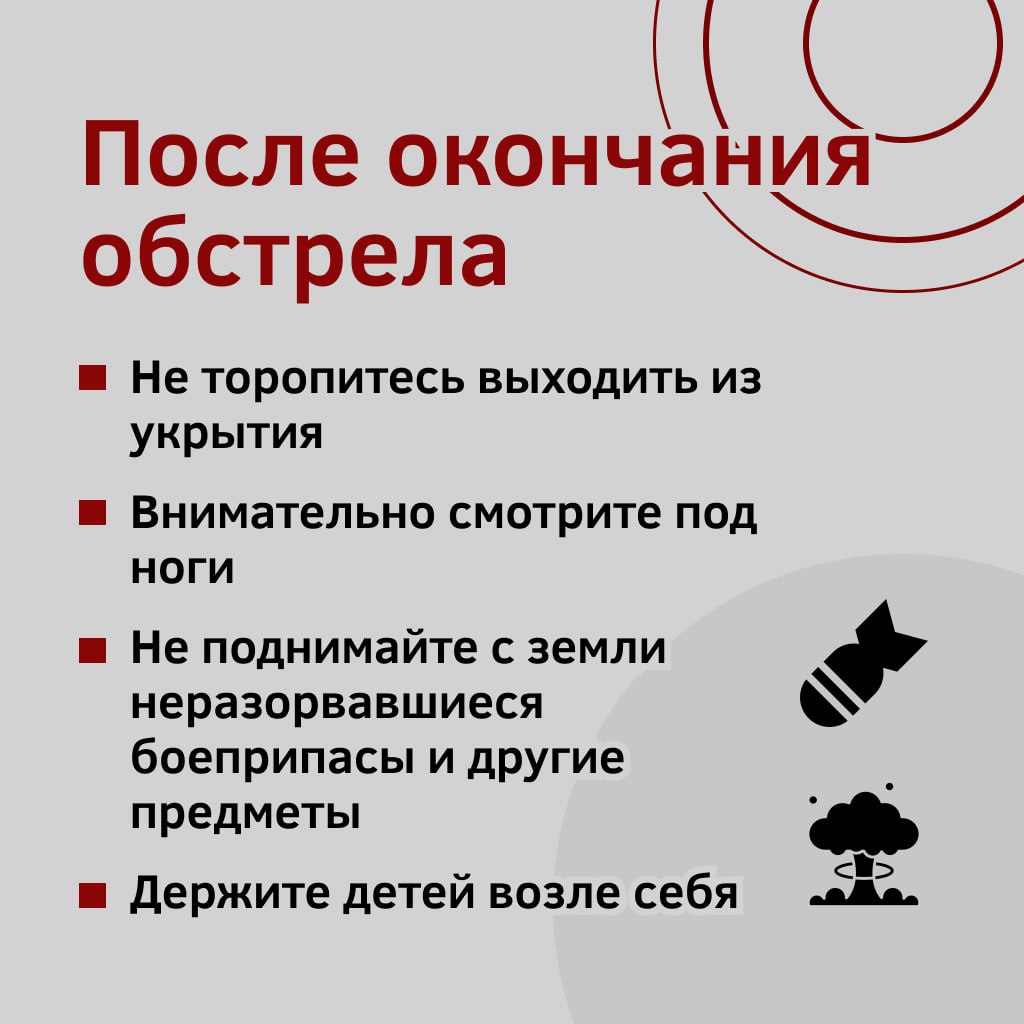 После окончания
обстрела
Не торопитесь выходить из
укрытия
Внимательно смотрите под
ноги
Не поднимайте с земли
неразорвавшиеся
боеприпасы и другие
предметы
Держите детей возле себя